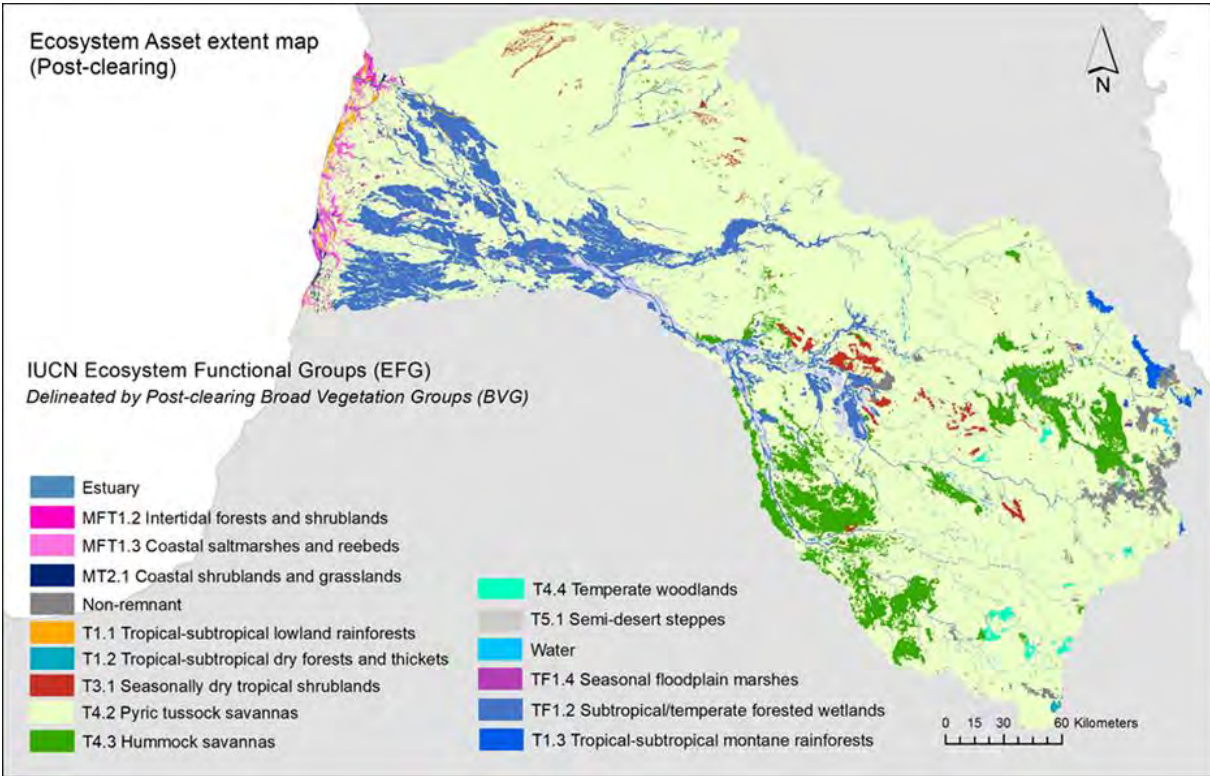 Ecosystem Asset extent map
(Post-clearing)
N
IUCN Ecosystem Functional Groups (EFG)
Delineated by Post-clearing Broad Vegetation Groups (BVG)
Estuary
MFT1.2 Intertidal forests and shrublands
MFT1.3 Coastal saltmarshes and reebeds
MT2.1 Coastal shrublands and grasslands
Non-remnant
T1.1 Tropical-subtropical lowland rainforests
T1.2 Tropical-subtropical dry forests and thickets
T3.1 Seasonally dry tropical shrublands
T4.2 Pyric tussock savannas
T4.3 Hummock savannas
T4.4 Temperate woodlands
T5.1 Semi-desert steppes
Water
TF1.4 Seasonal floodplain marshes
TF1.2 Subtropical/temperate forested wetlands
T1.3 Tropical-subtropical montane rainforests
0 15 30 60 Kilometers